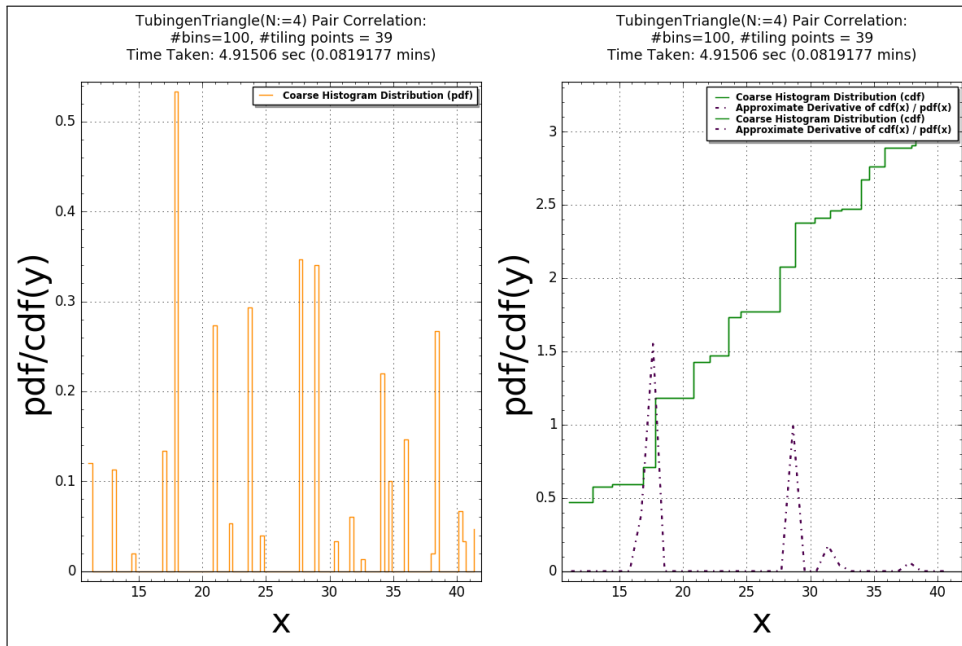 TubingenTriangle(N:=4) Pair Correlation:
#bins=100, #tiling points = 39
Time Taken: 4.91506 sec (0.0819177 mins)
Coarse Histogram Distribution (pdf)
pdf/cdf(y)
0.5
0.4
0.3
0.2
0.1
0
15 20 25 30 35 40
x
TubingenTriangle(N:=4) Pair Correlation:
#bins=100, #tiling points = 39
Time Taken: 4.91506 sec (0.0819177 mins)
Coarse Histogram Distribution (cdf)
Approximate Derivative of cdf(x) / pdf(x)
Coarse Histogram Distribution (cdf)
Approximate Derivative of cdf(x) / pdf(x)
pdf/cdf(y)
3
2.5
2
1.5
1
0.5
0
15 20 25 30 35 40
x